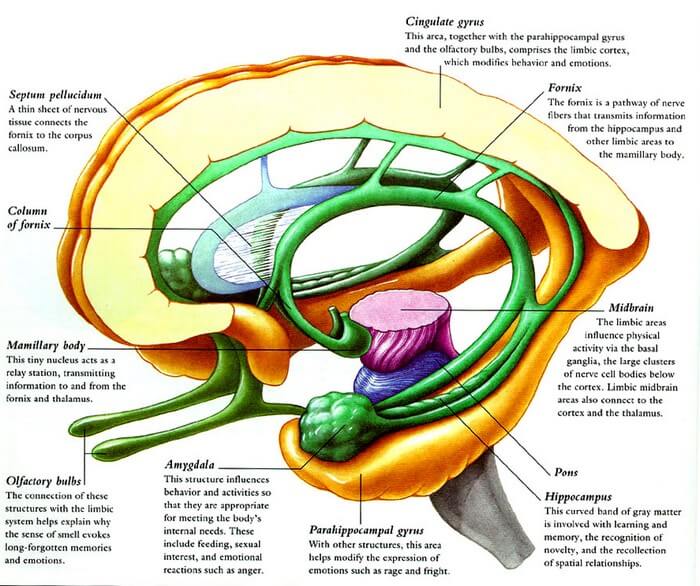 Cingulate gyrus
This area, together with the parahippocampal gyrus
and the olfactory bulbs, comprises the limbic cortex,
which modifies behavior and emotions.
Septum pellucidum
A thin sheet of nervous
tissue connects the
fornix to the corpus
callosum.
Fornix
The fornix is a pathway of nerve
fibers that transmits information
from the hippocampus and
other limbic areas to
the mamillary body.
Column
of fornix
Midbrain
The limbic areas
influence physical
activity via the basal
ganglia, the large clusters
of nerve cell bodies below
the cortex. Limbic midbrain
areas also connect to the
cortex and the thalamus.
Mamillary body
This tiny nucleus acts as a
relay station, transmitting
information to and from the
fornix and thalamus.
Olfactory bulbs
The connection of these
structures with the limbic
system helps explain why
the sense of smell evokes
long-forgotten memories
and emotions.
Amygdala
This structure influences
behavior and activities so
that they are appropriate
for meeting the body's
internal needs. These
include feeding, sexual
interest, and emotional
reactions such as anger.
Parahippocampal gyrus
With other structures, this area
helps modify the expression of
emotions such as rage and fright.
Pons
Hippocampus
This curved band of gray matter
is involved with learning and
memory, the recognition of
novelty, and the recollection
of spatial relationships.